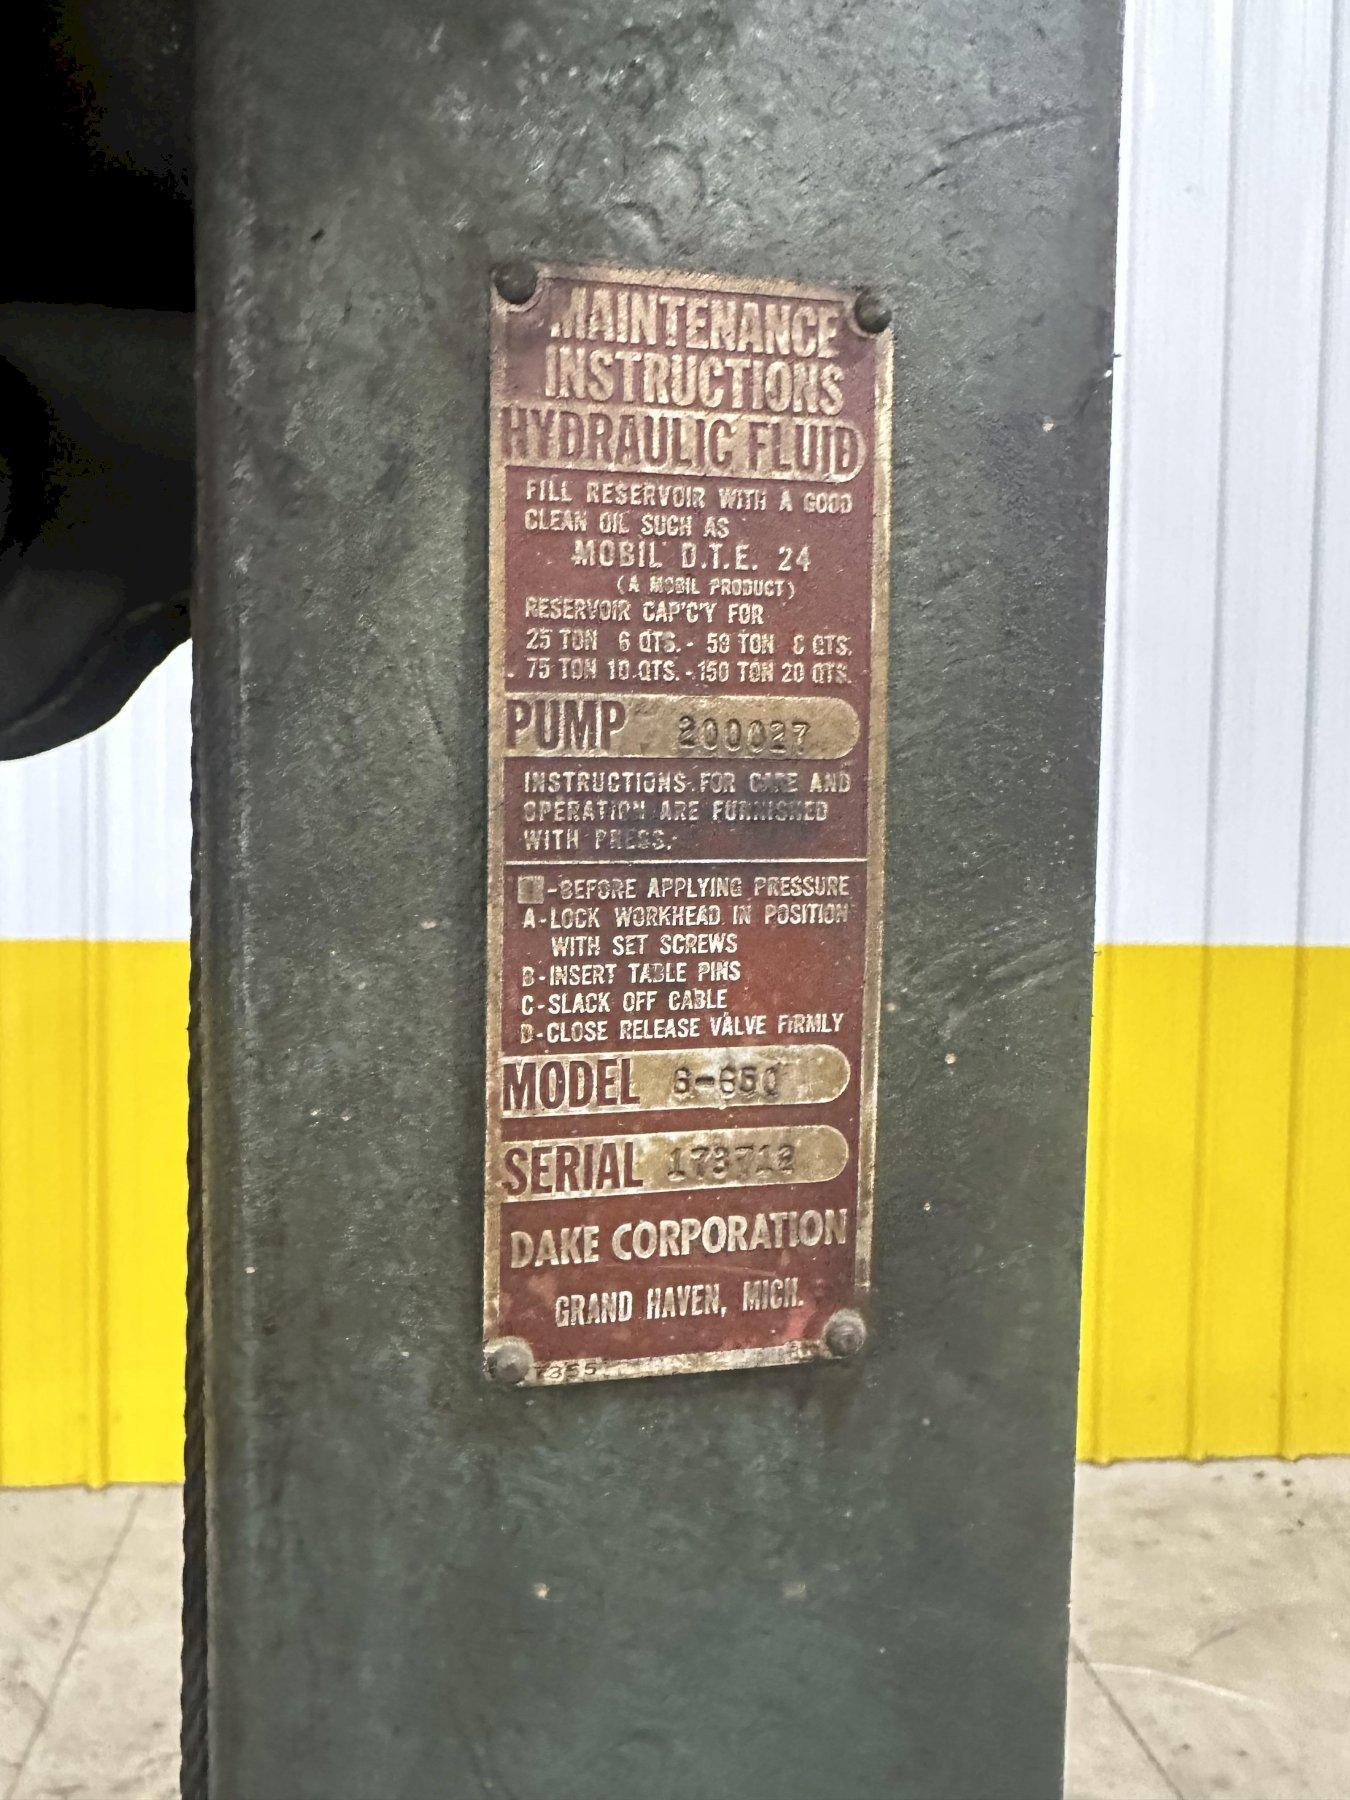 MAINTENANCE
INSTRUCTIONS
HYDRAULIC FLUID
FILL RESERVOIR WITH A GOOD
CLEAN OIL SUCH AS
MOBIL D.T.E. 24
(A MOBIL PRODUCT)
RESERVOIR CAP'C'Y FOR
25 TON 6 QTS. - 50 TON 8 QTS.
75 TON 10 QTS. - 150 TON 20 QTS.
PUMP 200027
INSTRUCTIONS FOR CARE AND
OPERATION ARE FURNISHED
WITH PRESS.
-BEFORE APPLYING PRESSURE
A-LOCK WORKHEAD IN POSITION
WITH SET SCREWS
B-INSERT TABLE PINS
C-SLACK OFF CABLE
D-CLOSE RELEASE VALVE FIRMLY
MODEL
SERIAL
DAKE CORPORATION
GRAND HAVEN, MICH.